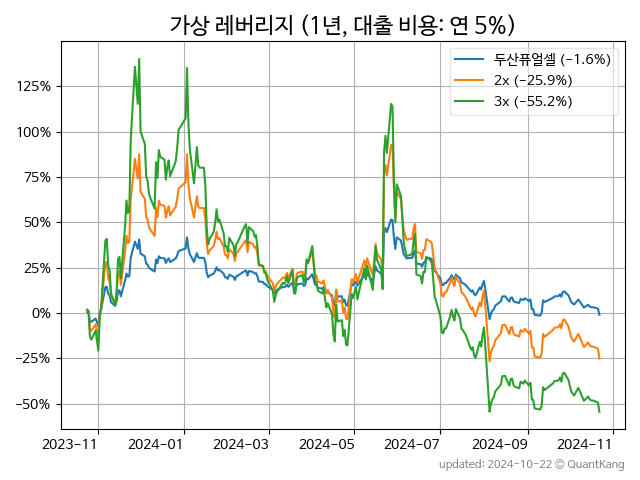 가상 레버리지 (1년, 대출 비용: 연 5%)
두산퓨얼셀 (−1.6%)
2x (−25.9%)
3x (−55.2%)
125%
100%
75%
50%
25%
0%
−25%
−50%
2023-11 2024-01 2024-03 2024-05 2024-07 2024-09 2024-11
updated: 2024-10-22 © QuantKang